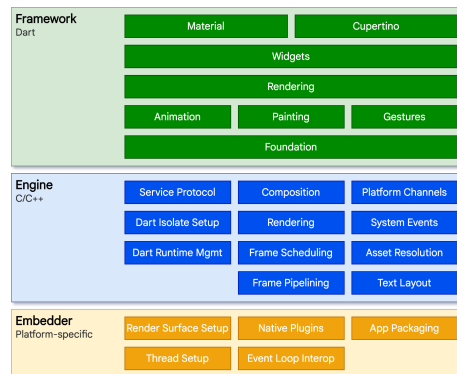 Framework
Dart
Material Cupertino
Widgets
Rendering
Animation Painting Gestures
Foundation
Engine
C/C++
Service Protocol Composition Platform Channels
Dart Isolate Setup Rendering System Events
Dart Runtime Mgmt Frame Scheduling Asset Resolution
Frame Pipelining Text Layout
Embedder
Platform-specific
Render Surface Setup Native Plugins App Packaging
Thread Setup Event Loop Interop